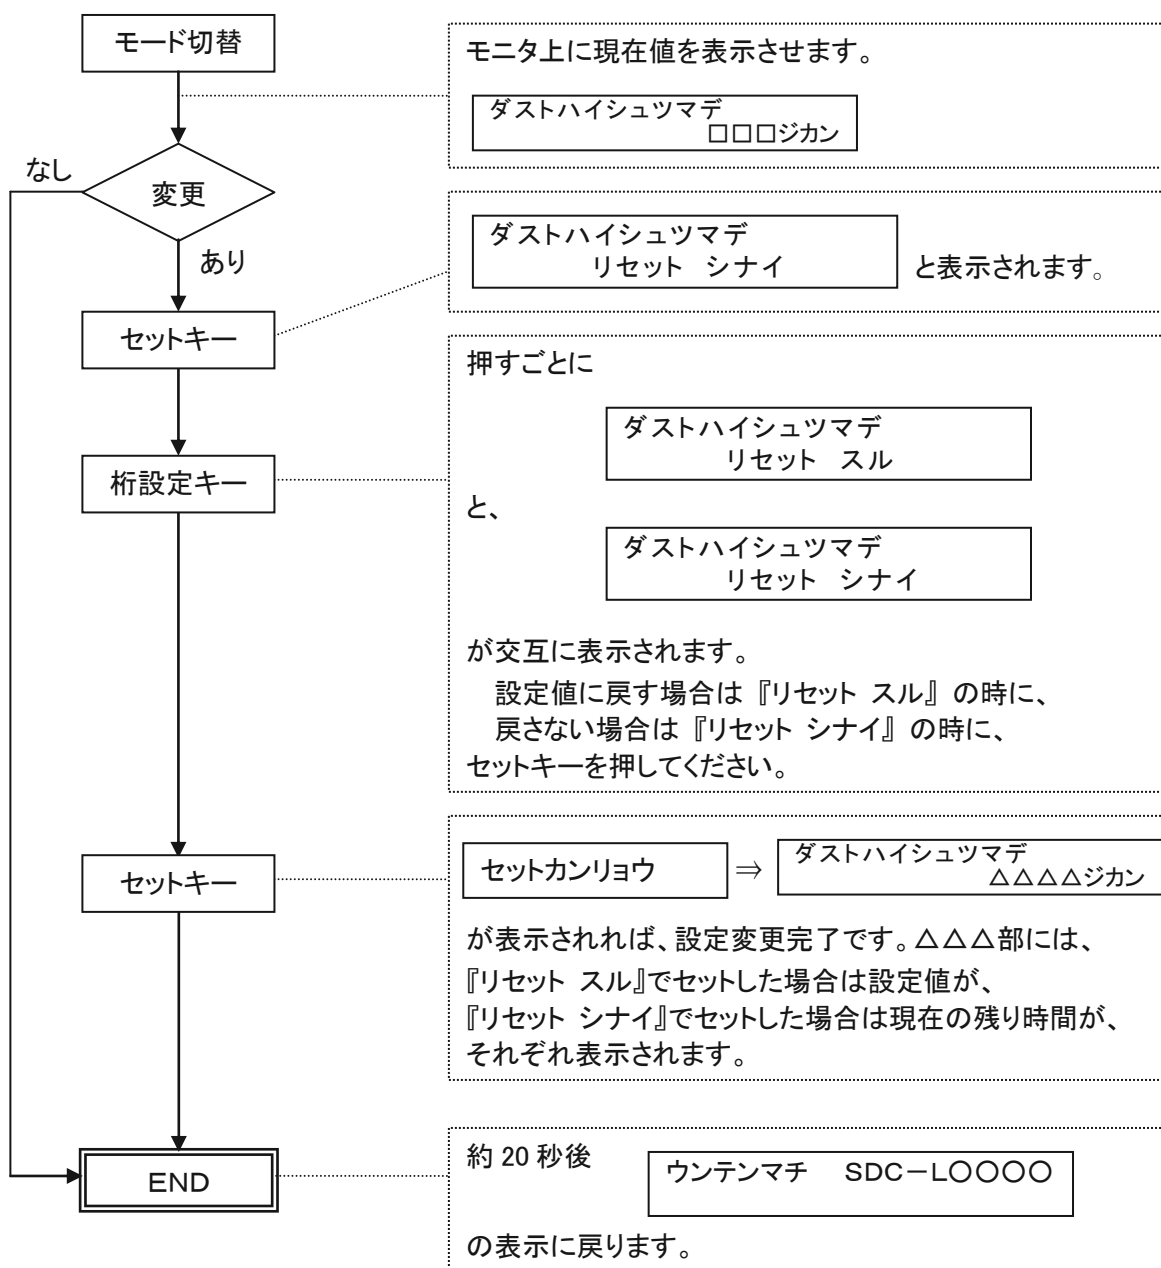 モード切替
モニタ上に現在値を表示させます。
ダストハイシュツマデ
□□□ジカン
なし
変更
あり
ダストハイシュツマデ
リセット シナイ
と表示されます。
セットキー
押すごとに
ダストハイシュツマデ
リセット スル
桁設定キー
と、
ダストハイシュツマデ
リセット シナイ
が交互に表示されます。
設定値に戻す場合は『リセット スル』の時に、
戻さない場合は『リセット シナイ』の時に、
セットキーを押してください。
セットキー
セットカンリョウ
⇒
ダストハイシュツマデ
△△△△ジカン
が表示されれば、設定変更完了です。△△△部には、
『リセット スル』でセットした場合は設定値が、
『リセット シナイ』でセットした場合は現在の残り時間が、
それぞれ表示されます。
END
約 20 秒後
ウンテンマチ SDC－L○○○○
の表示に戻ります。